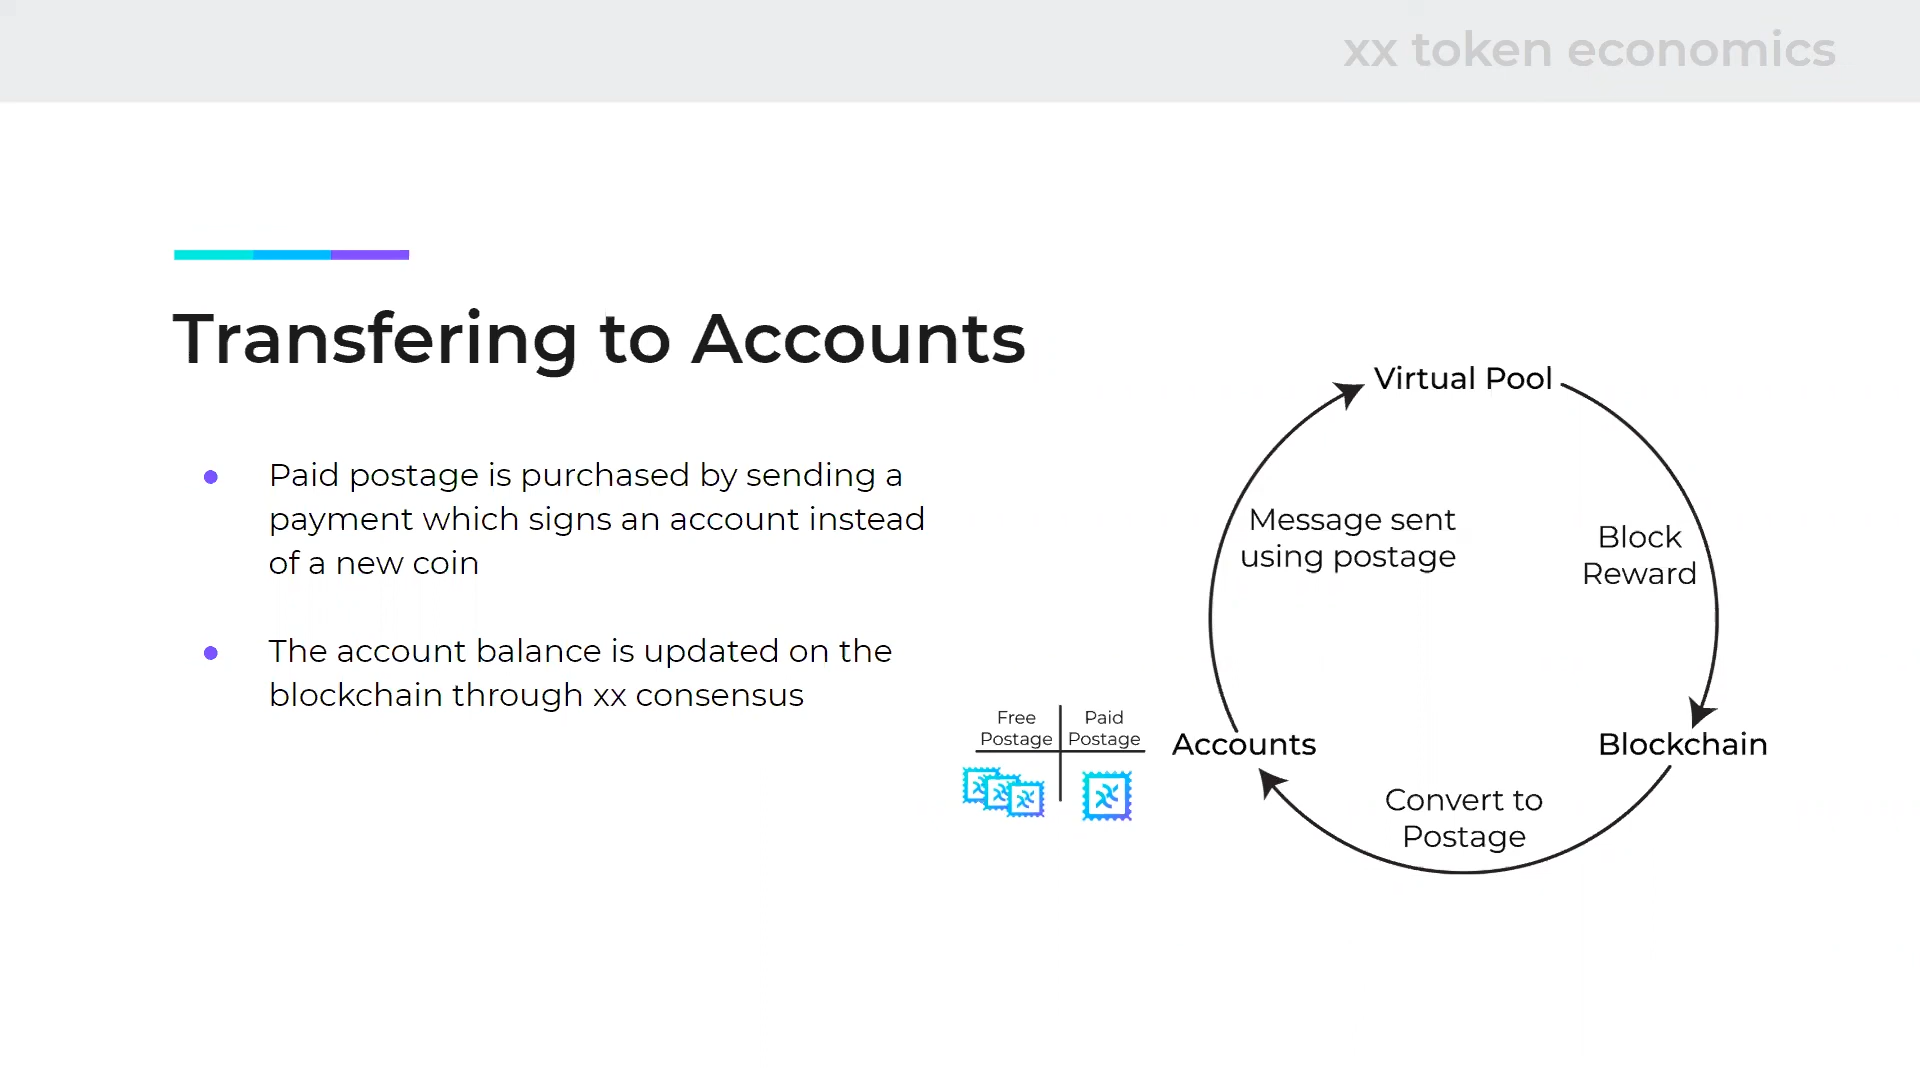 xx token economics
Transfering to Accounts
Paid postage is purchased by sending a
payment which signs an account instead
of a new coin
The account balance is updated on the
blockchain through xx consensus
Virtual Pool
Message sent
using postage
Block
Reward
Free
Postage
Paid
Postage
Accounts
Blockchain
Convert to
Postage